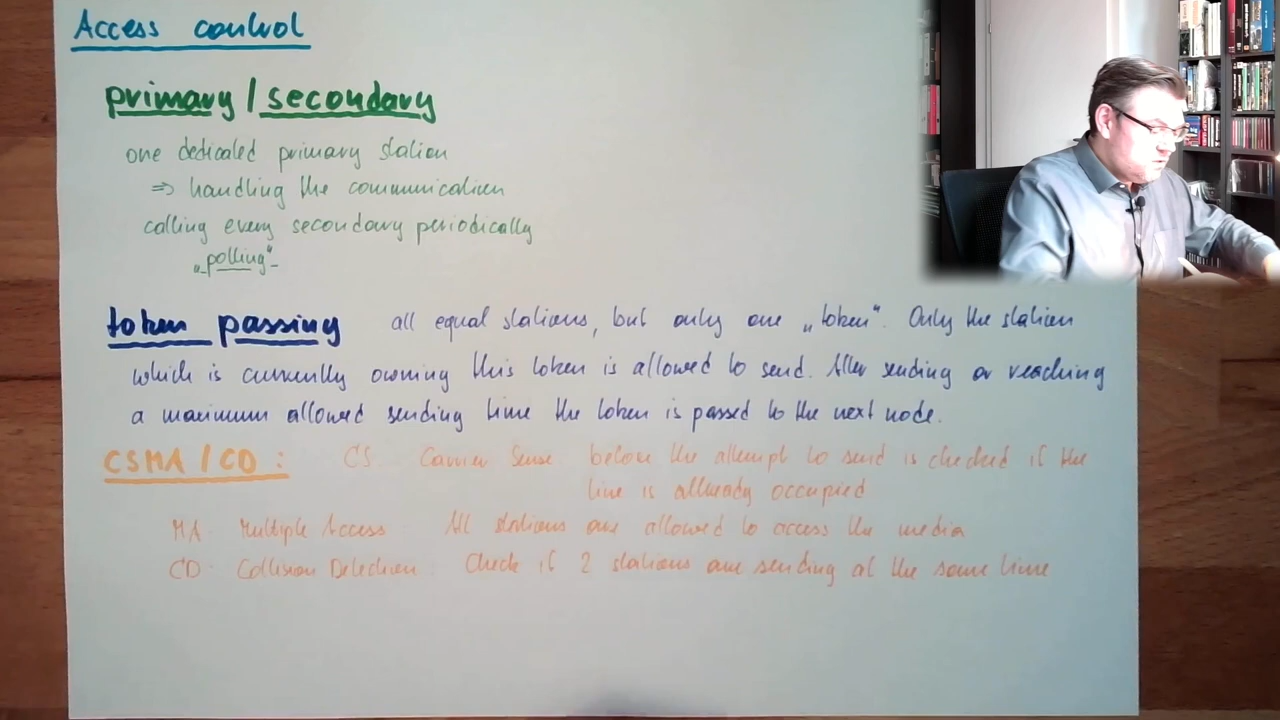 Access control
primary / secondary
one dedicated primary station
⇒ handling the communication
calling every secondary periodically
„polling“
token passing all equal stations, but only one „token“. Only the station
which is currently owning this token is allowed to send. After sending or reaching
a maximum allowed sending time the token is passed to the next node.
CSMA / CD : CS Carrier Sense before the attempt to send is checked if the
line is allready occupied
MA Multiple Access All stations are allowed to access the media
CD Collision Detection Check if 2 stations are sending at the same time